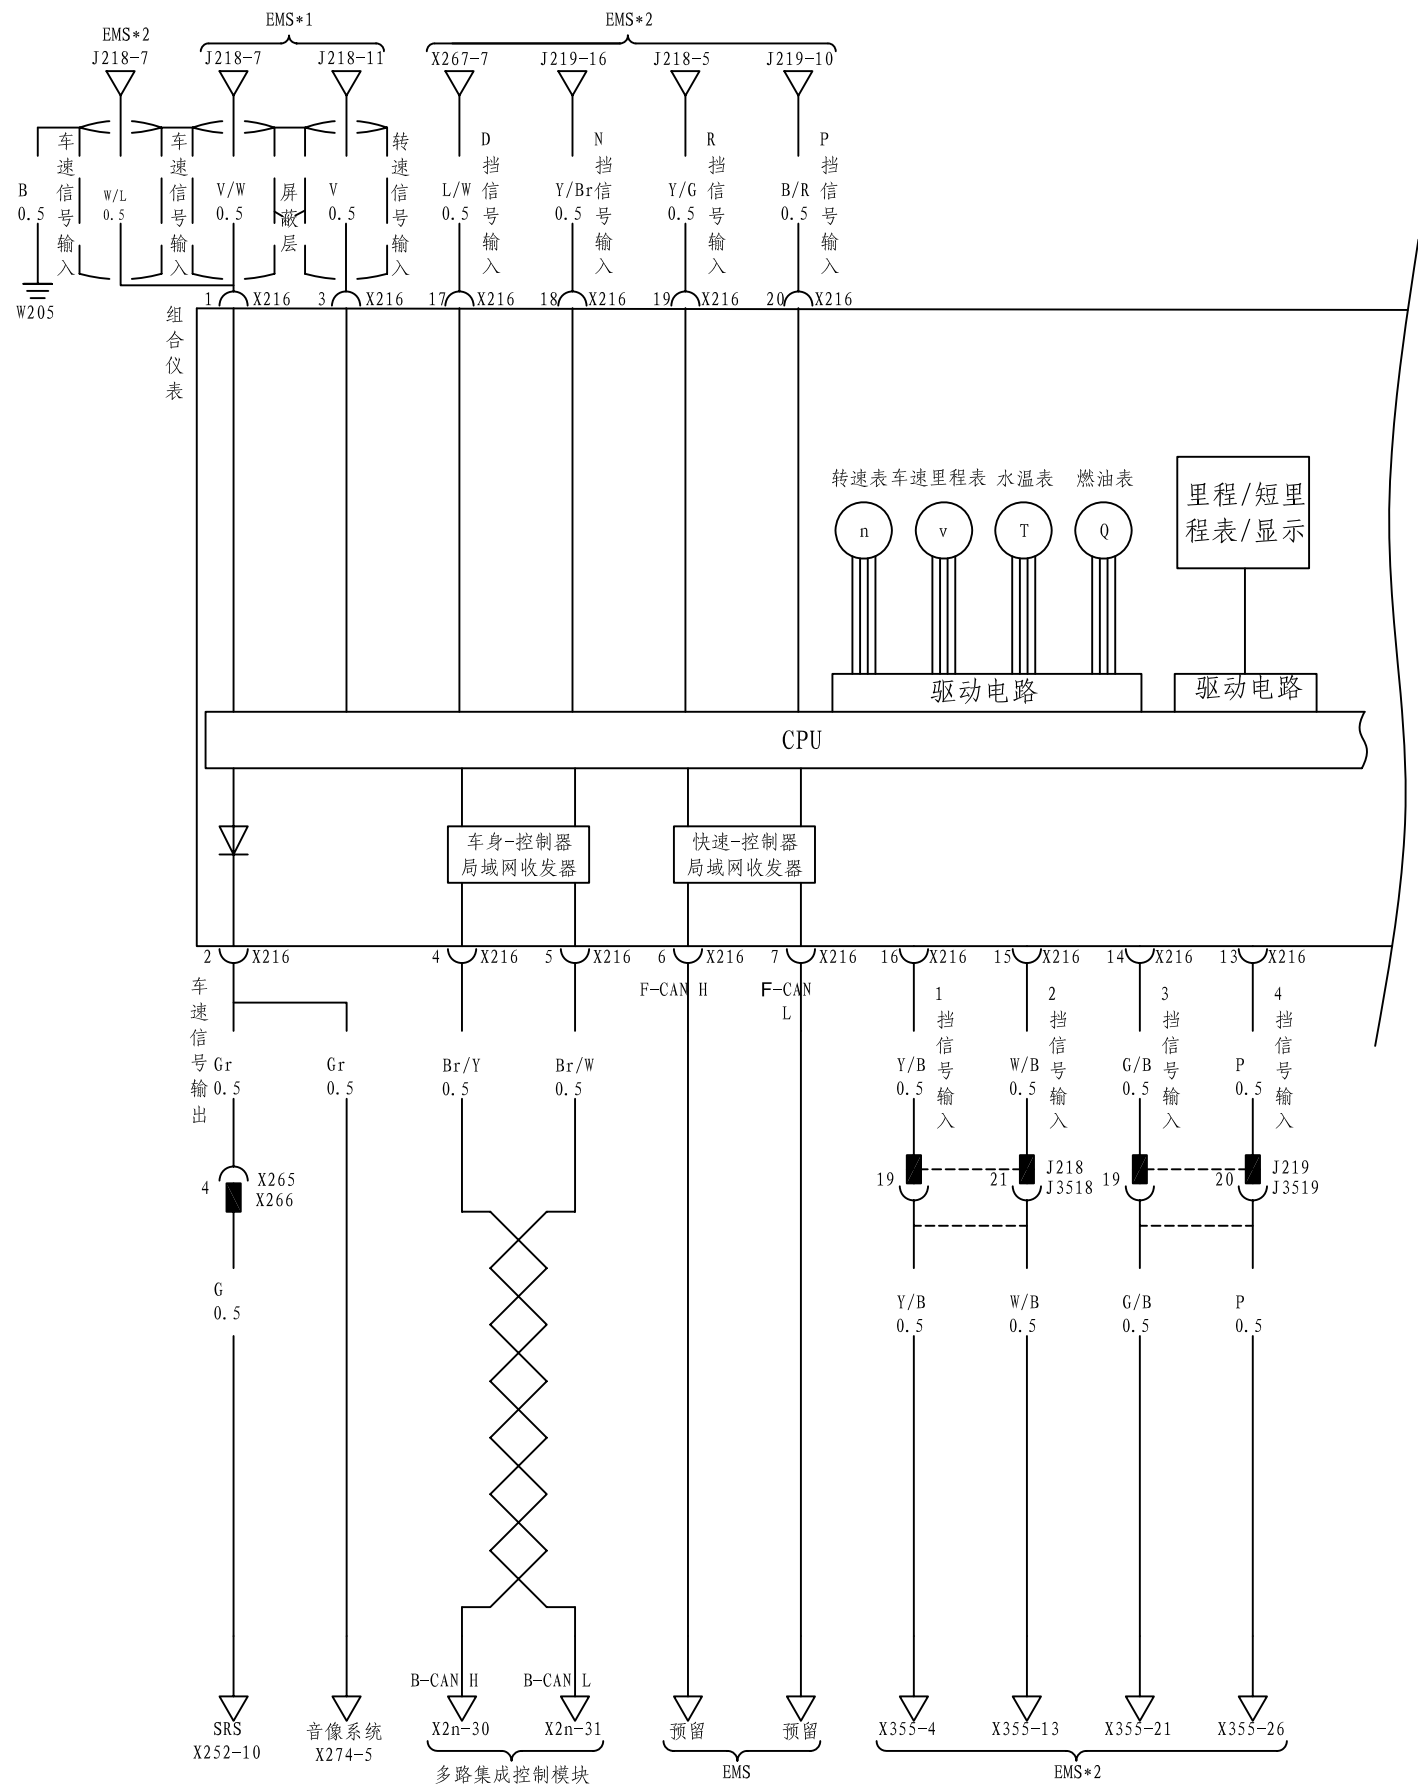 EMS*1
EMS*2
EMS*2
J218-7
J218-7
J218-11
X267-7
J219-16
J218-5
J219-10
车速信号输入
车速信号输入
屏蔽层
转速信号输入
D挡信号输入
N挡信号输入
R挡信号输入
P挡信号输入
B
0.5
W/L
0.5
V/W
0.5
V
0.5
L/W
0.5
Y/Br
0.5
Y/G
0.5
B/R
0.5
W205
1 X216
3 X216
17 X216
18 X216
19 X216
20 X216
组合仪表
转速表
车速里程表
水温表
燃油表
n
v
T
Q
里程/短里
程表/显示
驱动电路
驱动电路
CPU
车身-控制器
局域网收发器
快速-控制器
局域网收发器
2 X216
4 X216
5 X216
6 X216
7 X216
16 X216
15 X216
14 X216
13 X216
车速信号输出
F-CAN H
F-CAN
L
1挡信号输入
2挡信号输入
3挡信号输入
4挡信号输入
Gr
0.5
Gr
0.5
Br/Y
0.5
Br/W
0.5
Y/B
0.5
W/B
0.5
G/B
0.5
P
0.5
4
X265
X266
19
21
J218
J3518
19
20
J219
J3519
G
0.5
Y/B
0.5
W/B
0.5
G/B
0.5
P
0.5
B-CAN H
B-CAN L
SRS
X252-10
音像系统
X274-5
X2n-30
X2n-31
预留
预留
X355-4
X355-13
X355-21
X355-26
多路集成控制模块
EMS
EMS*2